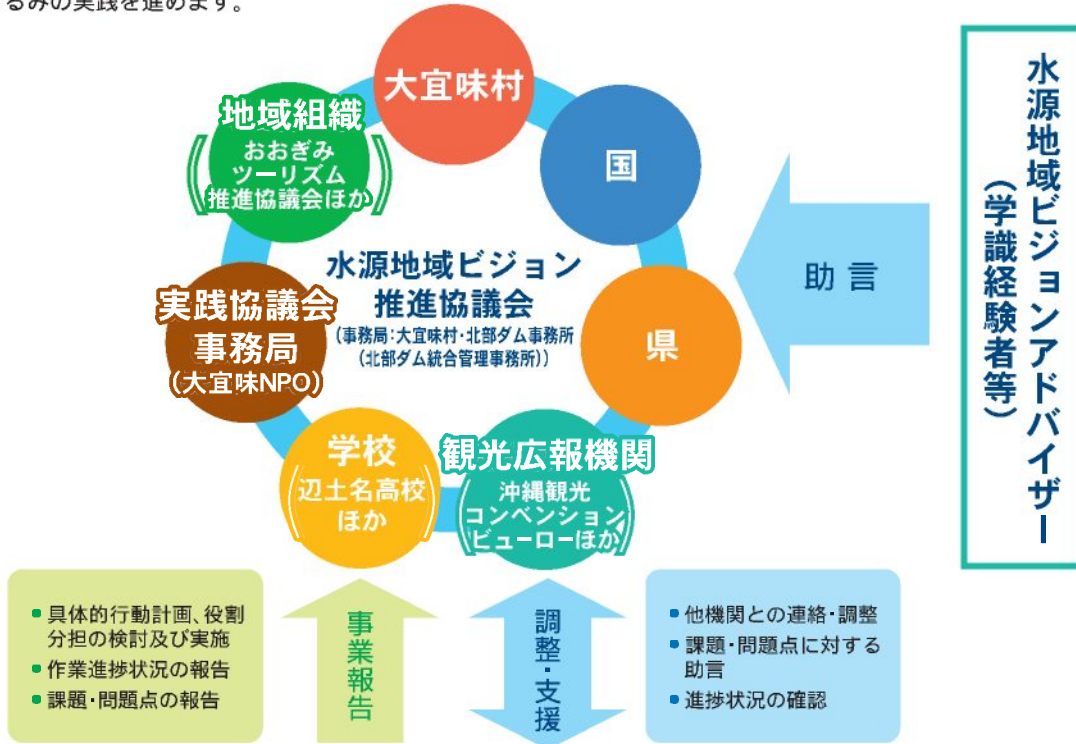 るみの実践を進めます。
大宜味村
国
県
観光広報機関
(沖縄観光
コンベンション
ビューローほか)
学校
(辺土名高校
ほか)
実践協議会
事務局
(大宜味NPO)
地域組織
(おおぎみ
ツーリズム
推進協議会ほか)
水源地域ビジョン
推進協議会
(事務局:大宜味村・北部ダム事務所
(北部ダム統合管理事務所))
助言
水源地域ビジョンアドバイザー
(学識経験者等)
・具体的行動計画、役割
分担の検討及び実施
・作業進捗状況の報告
・課題・問題点の報告
事業報告
調整・支援
・他機関との連絡・調整
・課題・問題点に対する
助言
・進捗状況の確認